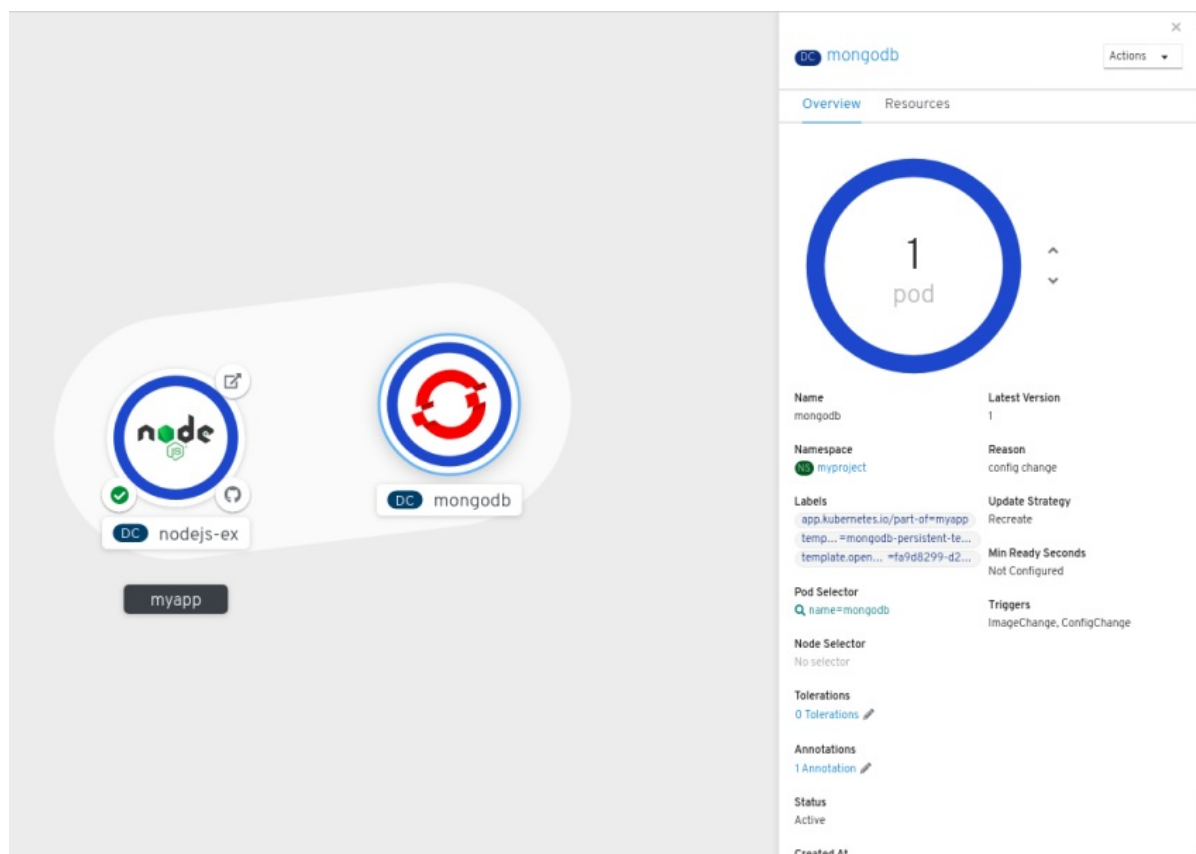 node
JS
DC nodejs-ex
myapp
DC mongodb
DC mongodb
Actions
Overview Resources
1
pod
Name
mongodb
Latest Version
1
Namespace
NS myproject
Reason
config change
Labels
app.kubernetes.io/part-of=myapp
temp... =mongodb-persistent-te...
template.open... =fa9d8299-d2...
Update Strategy
Recreate
Min Ready Seconds
Not Configured
Pod Selector
name=mongodb
Triggers
ImageChange, ConfigChange
Node Selector
No selector
Tolerations
0 Tolerations
Annotations
1 Annotation
Status
Active
Created At